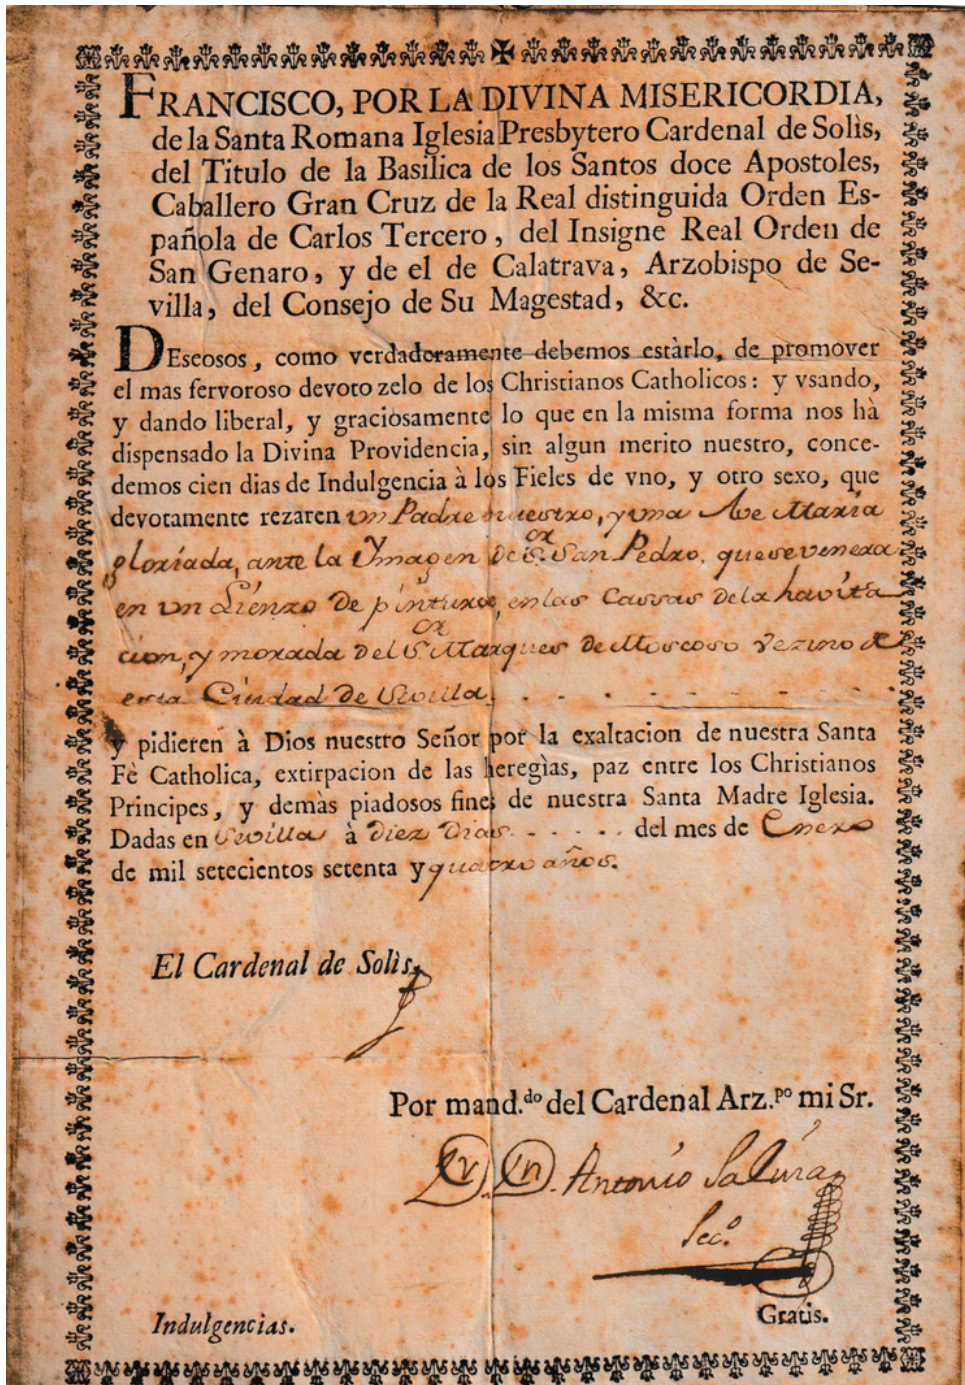 FRANCISCO, POR LA DIVINA MISERICORDIA,
de la Santa Romana Iglesia Presbytero Cardenal de Solìs,
del Titulo de la Basilica de los Santos doce Apostoles,
Caballero Gran Cruz de la Real distinguida Orden Es-
pañola de Carlos Tercero, del Insigne Real Orden de
San Genaro, y de el de Calatrava, Arzobispo de Se-
villa, del Consejo de Su Magestad, &c.
DEseosos, como verdadoramente debemos estàrlo, de promover
el mas fervoroso devoto zelo de los Christianos Catholicos: y vsando,
y dando liberal, y graciosamente lo que en la misma forma nos hà
dispensado la Divina Providencia, sin algun merito nuestro, conce-
demos cien dias de Indulgencia à los Fieles de vno, y otro sexo, que
devotamente rezaren un Padre nuestro, y una Ave Maria
gloriada, ante la Ymagen de S.or San Pedro, que se venera
en un Lienzo de pintura, en las Cassas de la havita
cion, y morada del S.or Marques de Moscoso Vezino de
esta Ciudad de Sevilla,
y pidieren à Dios nuestro Señor por la exaltacion de nuestra Santa
Fè Catholica, extirpacion de las heregìas, paz entre los Christianos
Principes, y demàs piadosos fines de nuestra Santa Madre Iglesia.
Dadas en Sevilla à Diez Dias - - - - - del mes de Enero
de mil setecientos setenta y quatro años.
El Cardenal de Solìs.
Por mand.do del Cardenal Arz.po mi Sr.
Antonio
Sec.o
Indulgencias.
Gratis.